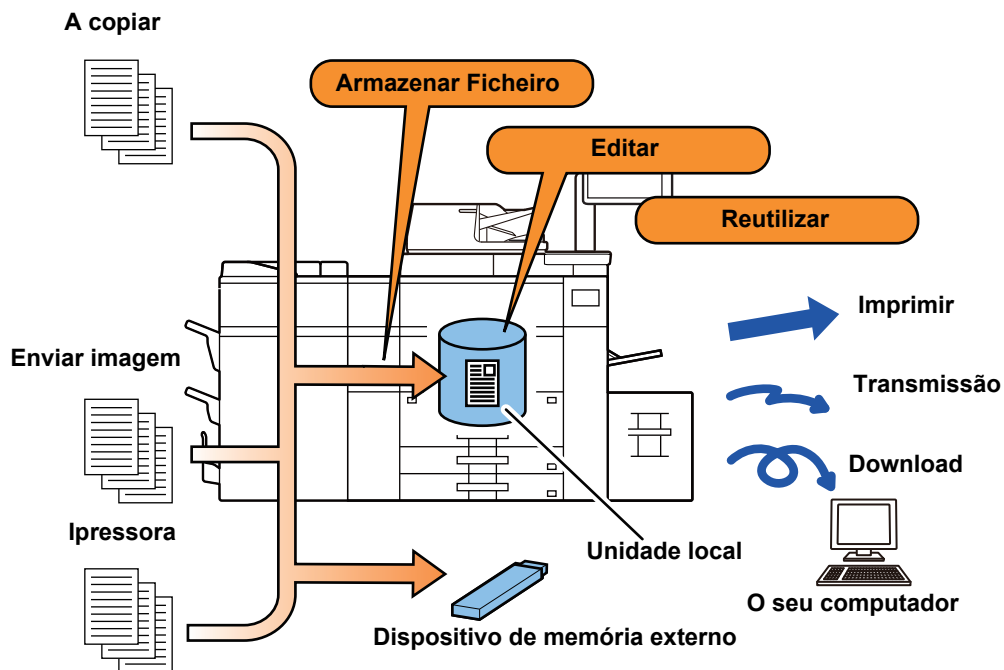 A copiar
Armazenar Ficheiro
Editar
Reutilizar
Imprimir
Enviar imagem
Transmissão
Download
Ipressora
Unidade local
O seu computador
Dispositivo de memória externo